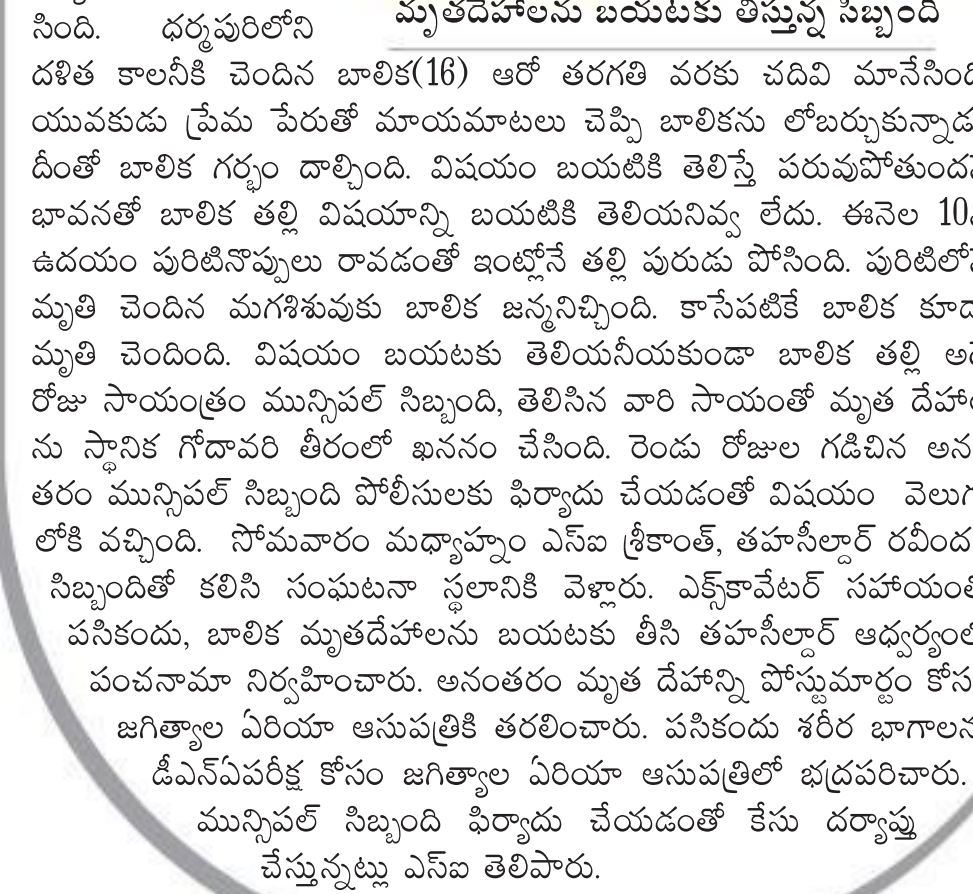 మృతదేహాలను బయటకు తీస్తున్న సిబ్బంది
సింది. ధర్మపురిలోని
దళిత కాలనీకి చెందిన బాలిక(16) ఆరో తరగతి వరకు చదివి మానేసింది
యువకుడు ప్రేమ పేరుతో మాయమాటలు చెప్పి బాలికను లోబర్చుకున్నాడు
దీంతో బాలిక గర్భం దాల్చింది. విషయం బయటికి తెలిస్తే పరువుపోతుందనే
భావనతో బాలిక తల్లి విషయాన్ని బయటికి తెలియనివ్వ లేదు. ఈనెల 10న
ఉదయం పురిటినొప్పులు రావడంతో ఇంట్లోనే తల్లి పురుడు పోసింది. పురిటిలోనే
మృతి చెందిన మగశిశువుకు బాలిక జన్మనిచ్చింది. కాసేపటికే బాలిక కూడా
మృతి చెందింది. విషయం బయటకు తెలియనీయకుండా బాలిక తల్లి అదే
రోజు సాయంత్రం మున్సిపల్ సిబ్బంది, తెలిసిన వారి సాయంతో మృత దేహాల
ను స్థానిక గోదావరి తీరంలో ఖననం చేసింది. రెండు రోజుల గడిచిన అనం
తరం మున్సిపల్ సిబ్బంది పోలీసులకు ఫిర్యాదు చేయడంతో విషయం వెలుగు
లోకి వచ్చింది. సోమవారం మధ్యాహ్నం ఎస్ఐ శ్రీకాంత్, తహసీల్దార్ రవీందర్
సిబ్బందితో కలిసి సంఘటనా స్థలానికి వెళ్లారు. ఎక్స్‌కావేటర్ సహాయంతో
పసికందు, బాలిక మృతదేహాలను బయటకు తీసి తహసీల్దార్ ఆధ్వర్యంలో
పంచనామా నిర్వహించారు. అనంతరం మృత దేహాన్ని పోస్టుమార్టం కోసం
జగిత్యాల ఏరియా ఆసుపత్రికి తరలించారు. పసికందు శరీర భాగాలను
డీఎన్ఏపరీక్ష కోసం జగిత్యాల ఏరియా ఆసుపత్రిలో భద్రపరిచారు.
మున్సిపల్ సిబ్బంది ఫిర్యాదు చేయడంతో కేసు దర్యాప్తు
చేస్తున్నట్లు ఎస్ఐ తెలిపారు.